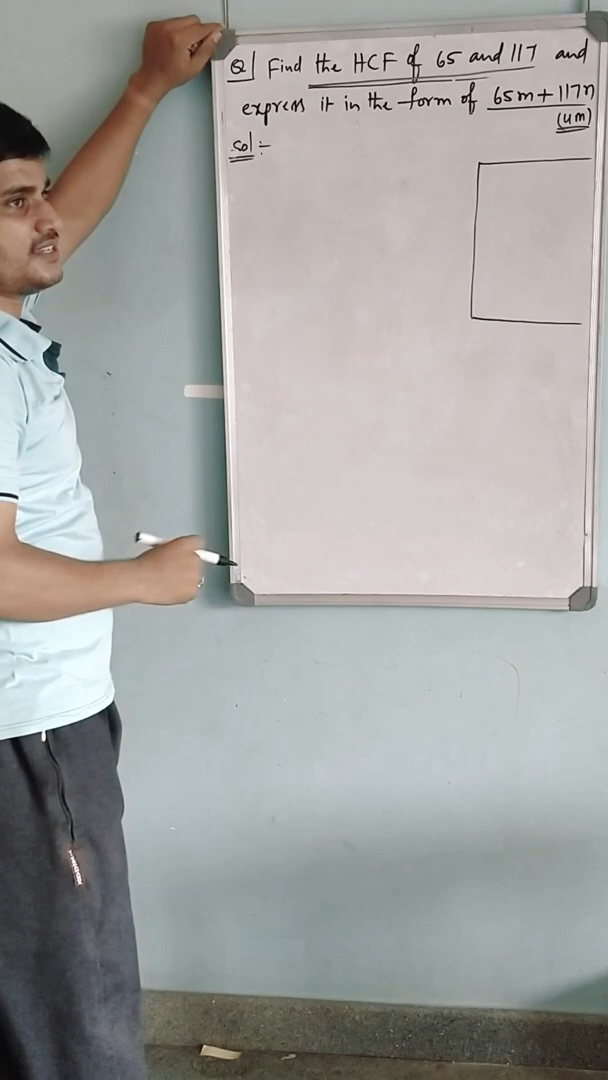 Q| Find the HCF of 65 and 117 and
express it in the form of 65m + 117n
(4m)
Sol :-